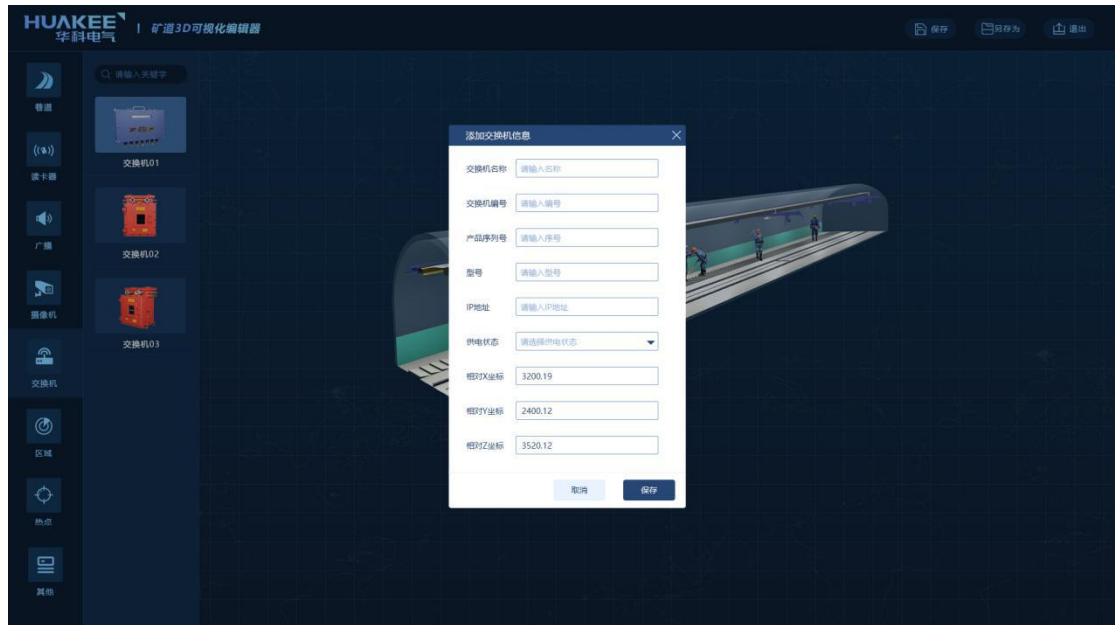 HUAKEE
华科电气
矿道3D可视化编辑器
保存
另存为
退出
巷道
读卡器
广播
摄像机
交换机
区域
热点
其他
请输入关键字
交换机01
交换机02
交换机03
添加交换机信息
交换机名称 请输入名称
交换机编号 请输入编号
产品序列号 请输入序号
型号 请输入型号
IP地址 请输入IP地址
供电状态 请选择供电状态
相对X坐标 3200.19
相对Y坐标 2400.12
相对Z坐标 3520.12
取消
保存